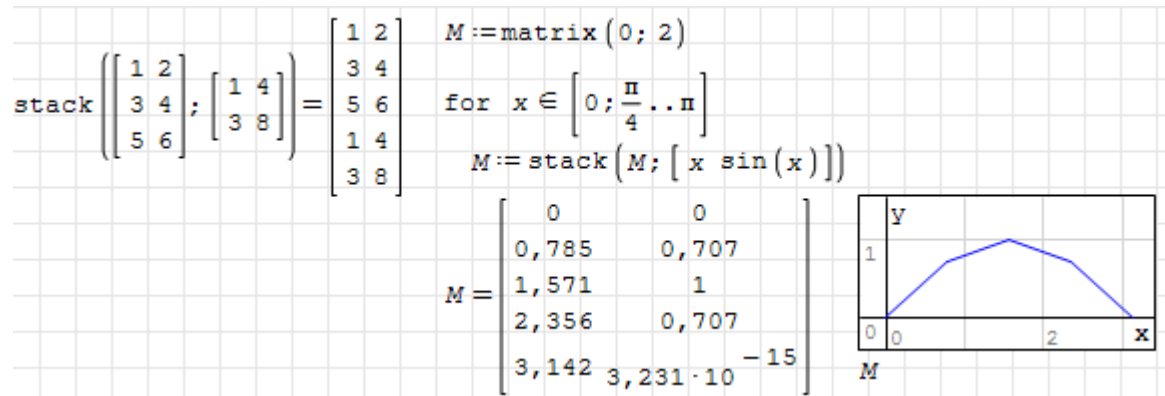 stack([1 2; 3 4; 5 6]; [1 4; 3 8]) = [1 2; 3 4; 5 6; 1 4; 3 8]
M:=matrix(0; 2)
for x ∈ [0; π/4..π]
M:=stack(M; [x sin(x)])
M=
0 0
0,785 0,707
1,571 1
2,356 0,707
3,142 3,231·10^-15
y
1
0 0 2 x
M